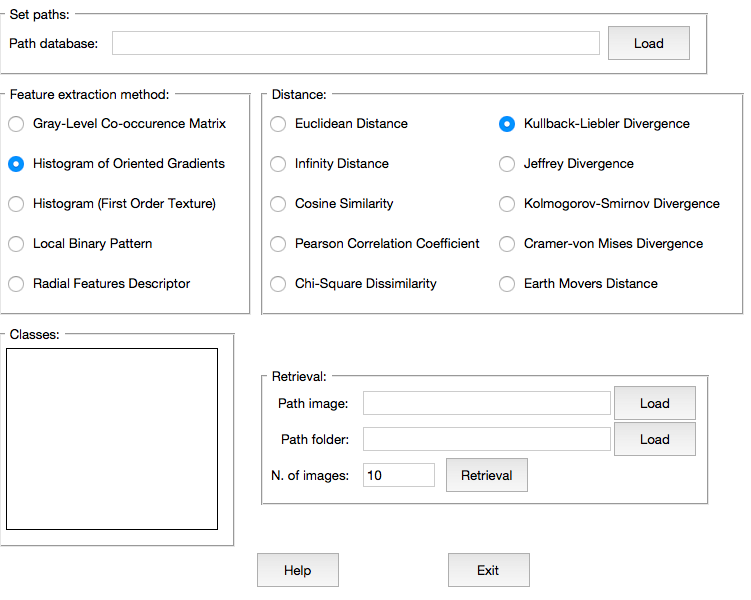 Set paths:
Path database:
Load
Feature extraction method:
Gray-Level Co-occurence Matrix
Histogram of Oriented Gradients
Histogram (First Order Texture)
Local Binary Pattern
Radial Features Descriptor
Distance:
Euclidean Distance
Infinity Distance
Cosine Similarity
Pearson Correlation Coefficient
Chi-Square Dissimilarity
Kullback-Liebler Divergence
Jeffrey Divergence
Kolmogorov-Smirnov Divergence
Cramer-von Mises Divergence
Earth Movers Distance
Classes:
Retrieval:
Path image:
Load
Path folder:
Load
N. of images: 10 Retrieval
Help
Exit